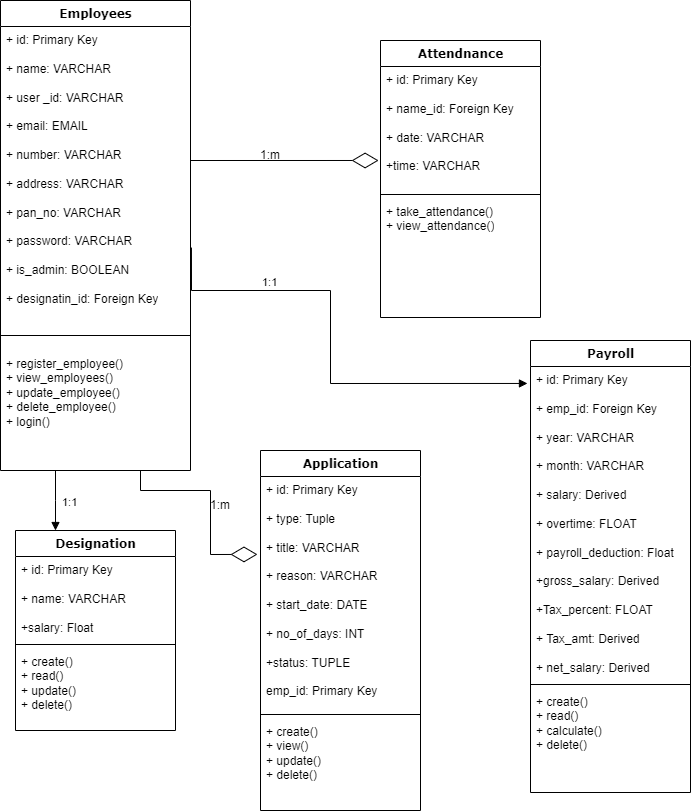 Employees
+ id: Primary Key
+ name: VARCHAR
+ user _id: VARCHAR
+ email: EMAIL
+ number: VARCHAR
+ address: VARCHAR
+ pan_no: VARCHAR
+ password: VARCHAR
+ is_admin: BOOLEAN
+ designatin_id: Foreign Key
+ register_employee()
+ view_employees()
+ update_employee()
+ delete_employee()
+ login()
1:m
Attendnance
+ id: Primary Key
+ name_id: Foreign Key
+ date: VARCHAR
+time: VARCHAR
+ take_attendance()
+ view_attendance()
1:1
Payroll
+ id: Primary Key
+ emp_id: Foreign Key
+ year: VARCHAR
+ month: VARCHAR
+ salary: Derived
+ overtime: FLOAT
+ payroll_deduction: Float
+gross_salary: Derived
+Tax_percent: FLOAT
+ Tax_amt: Derived
+ net_salary: Derived
+ create()
+ read()
+ calculate()
+ delete()
1:1
Designation
+ id: Primary Key
+ name: VARCHAR
+salary: Float
+ create()
+ read()
+ update()
+ delete()
1:m
Application
+ id: Primary Key
+ type: Tuple
+ title: VARCHAR
+ reason: VARCHAR
+ start_date: DATE
+ no_of_days: INT
+status: TUPLE
emp_id: Primary Key
+ create()
+ view()
+ update()
+ delete()